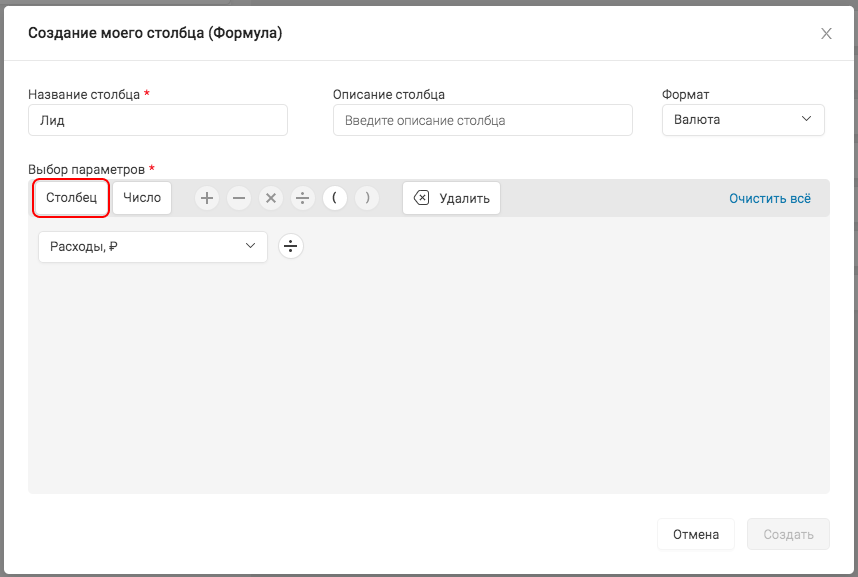 Создание моего столбца (Формула)
Название столбца *
Описание столбца
Формат
Лид
Введите описание столбца
Валюта
Выбор параметров *
Столбец Число + − × ÷ ( ) Удалить Очистить всё
Расходы, ₽ ÷
Отмена Создать